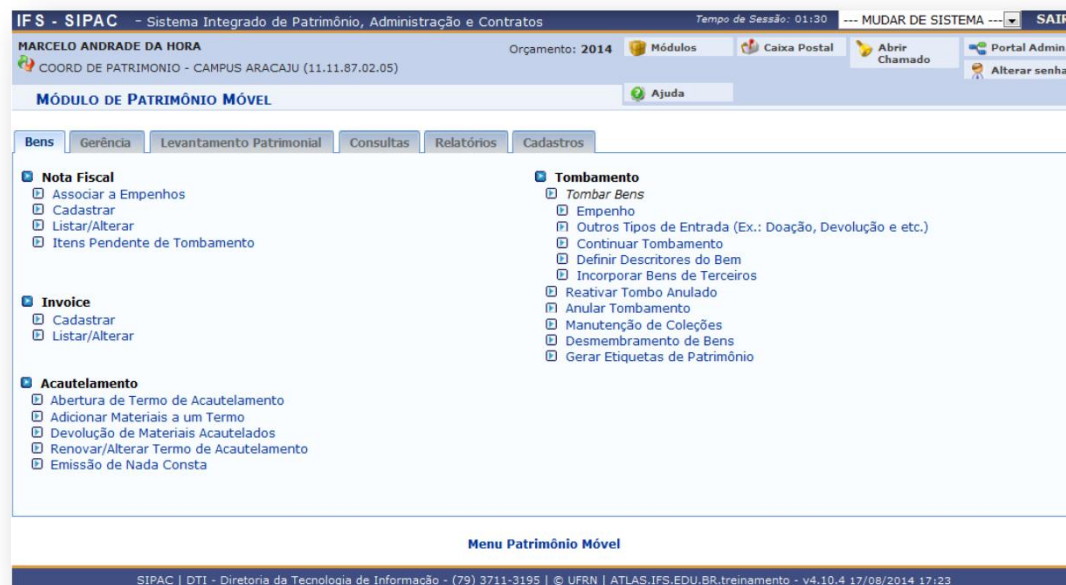 IFS - SIPAC - Sistema Integrado de Patrimônio, Administração e Contratos Tempo de Sessão: 01:30 --- MUDAR DE SISTEMA --- SAIR
MARCELO ANDRADE DA HORA Orçamento: 2014 Módulos Caixa Postal Abrir Chamado Portal Admin
COORD DE PATRIMONIO - CAMPUS ARACAJU (11.11.87.02.05) Alterar senha
MÓDULO DE PATRIMÔNIO MÓVEL Ajuda
Bens Gerência Levantamento Patrimonial Consultas Relatórios Cadastros
Nota Fiscal
Associar a Empenhos
Cadastrar
Listar/Alterar
Itens Pendente de Tombamento
Invoice
Cadastrar
Listar/Alterar
Acautelamento
Abertura de Termo de Acautelamento
Adicionar Materiais a um Termo
Devolução de Materiais Acautelados
Renovar/Alterar Termo de Acautelamento
Emissão de Nada Consta
Tombamento
Tombar Bens
Empenho
Outros Tipos de Entrada (Ex.: Doação, Devolução e etc.)
Continuar Tombamento
Definir Descritores do Bem
Incorporar Bens de Terceiros
Reativar Tombo Anulado
Anular Tombamento
Manutenção de Coleções
Desmembramento de Bens
Gerar Etiquetas de Patrimônio
Menu Patrimônio Móvel
SIPAC | DTI - Diretoria da Tecnologia de Informação - (79) 3711-3195 | © UFRN | ATLAS.IFS.EDU.BR.treinamento - v4.10.4 17/08/2014 17:23